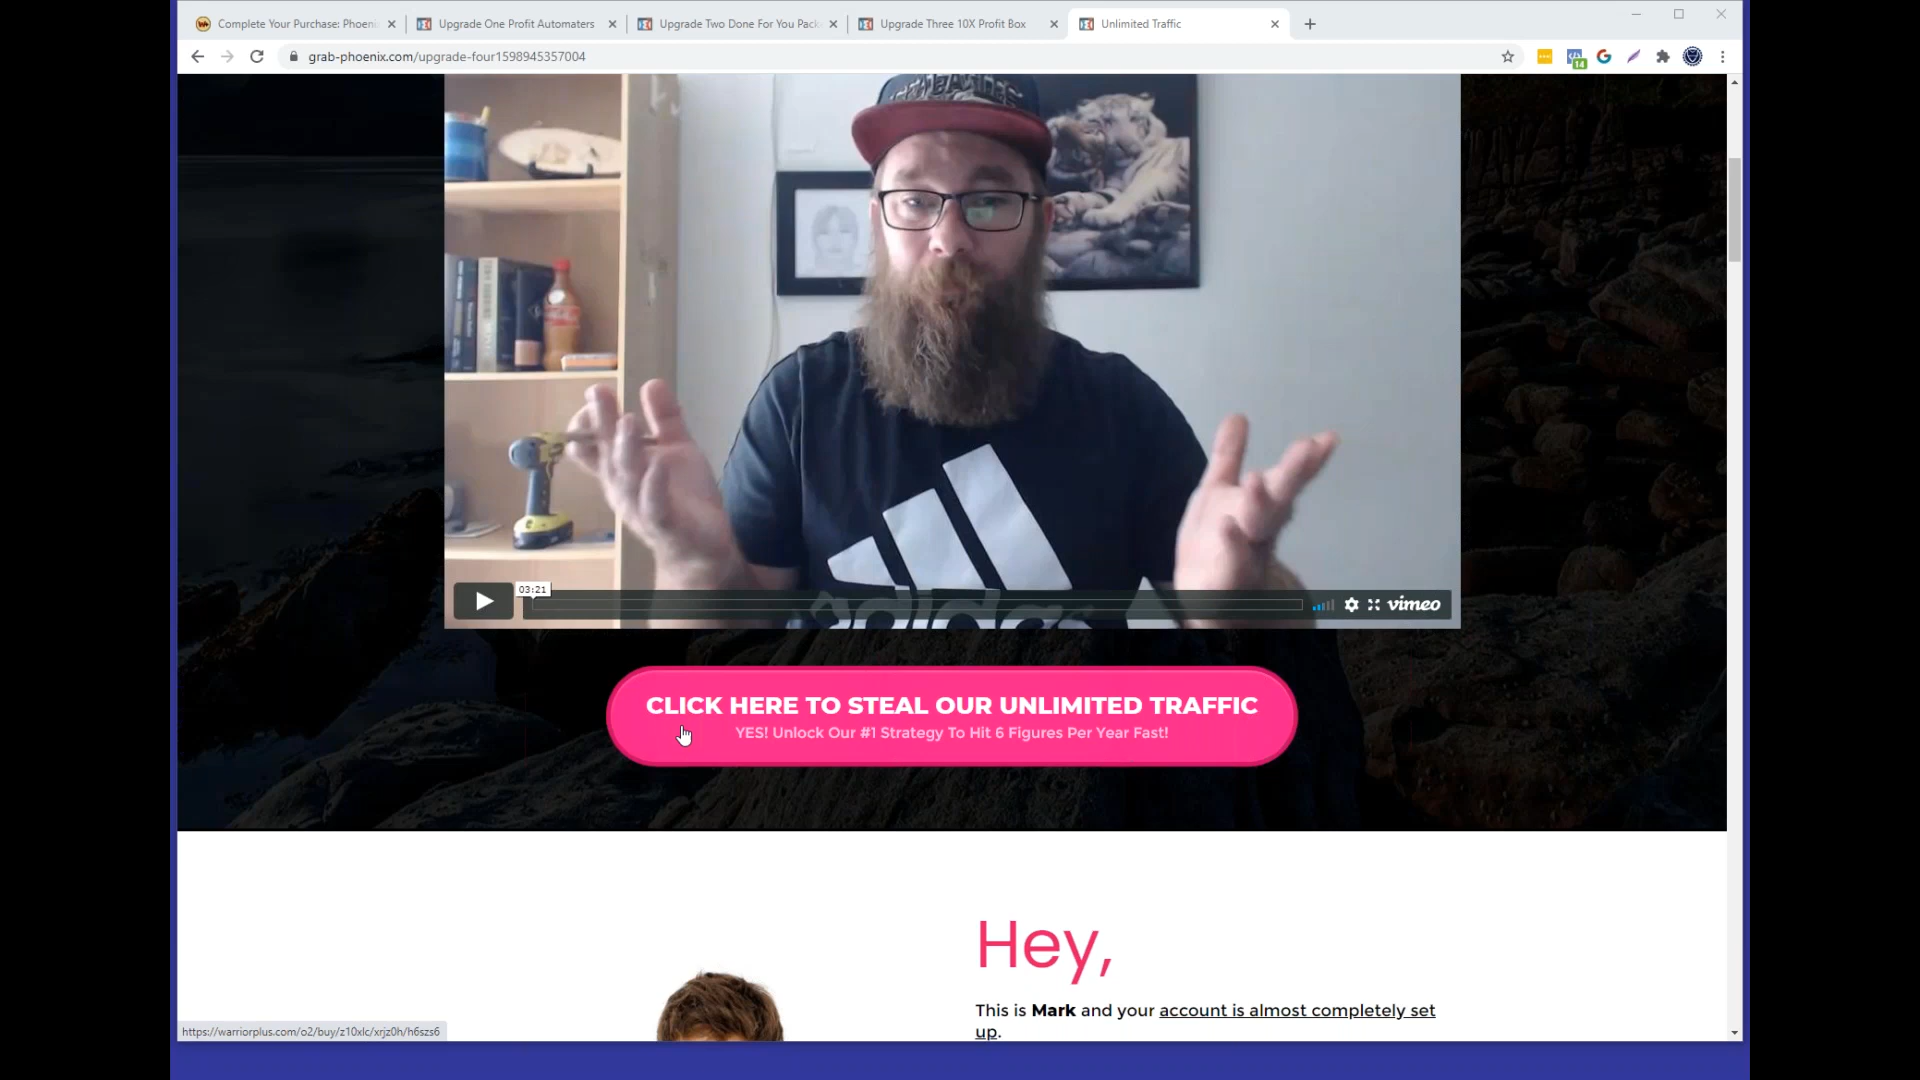 Complete Your Purchase: Phoeni
Upgrade One Profit Automaters
Upgrade Two Done For You Pack
Upgrade Three 10X Profit Box
Unlimited Traffic
grab-phoenix.com/upgrade-four1598945357004
14
03:21
vimeo
adidas
CLICK HERE TO STEAL OUR UNLIMITED TRAFFIC
YES! Unlock Our #1 Strategy To Hit 6 Figures Per Year Fast!
Hey,
This is Mark and your account is almost completely set
up.
https://warriorplus.com/o2/buy/z10xlc/xrjz0h/h6szs6